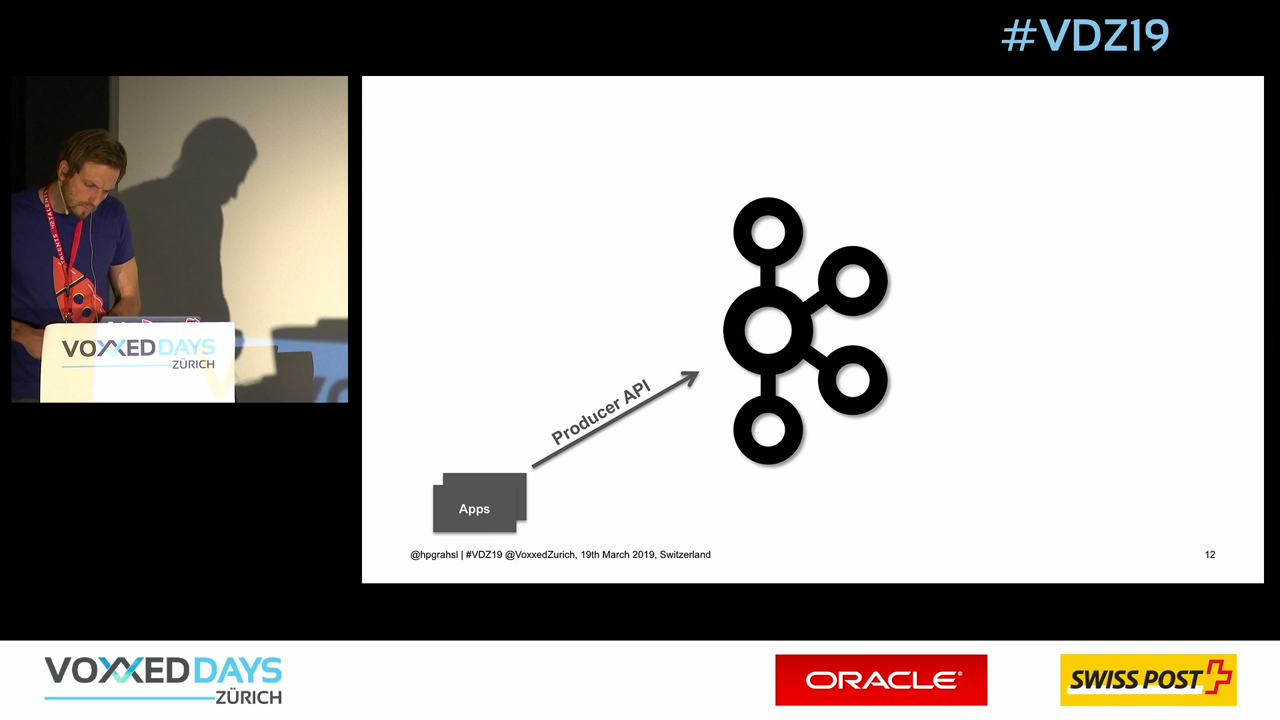 #VDZ19
VOXXED DAYS
ZÜRICH
Producer API
Apps
@hpgrahsl | #VDZ19 @VoxxedZurich, 19th March 2019, Switzerland
12
VOXXED DAYS
ZÜRICH
ORACLE®
SWISS POST